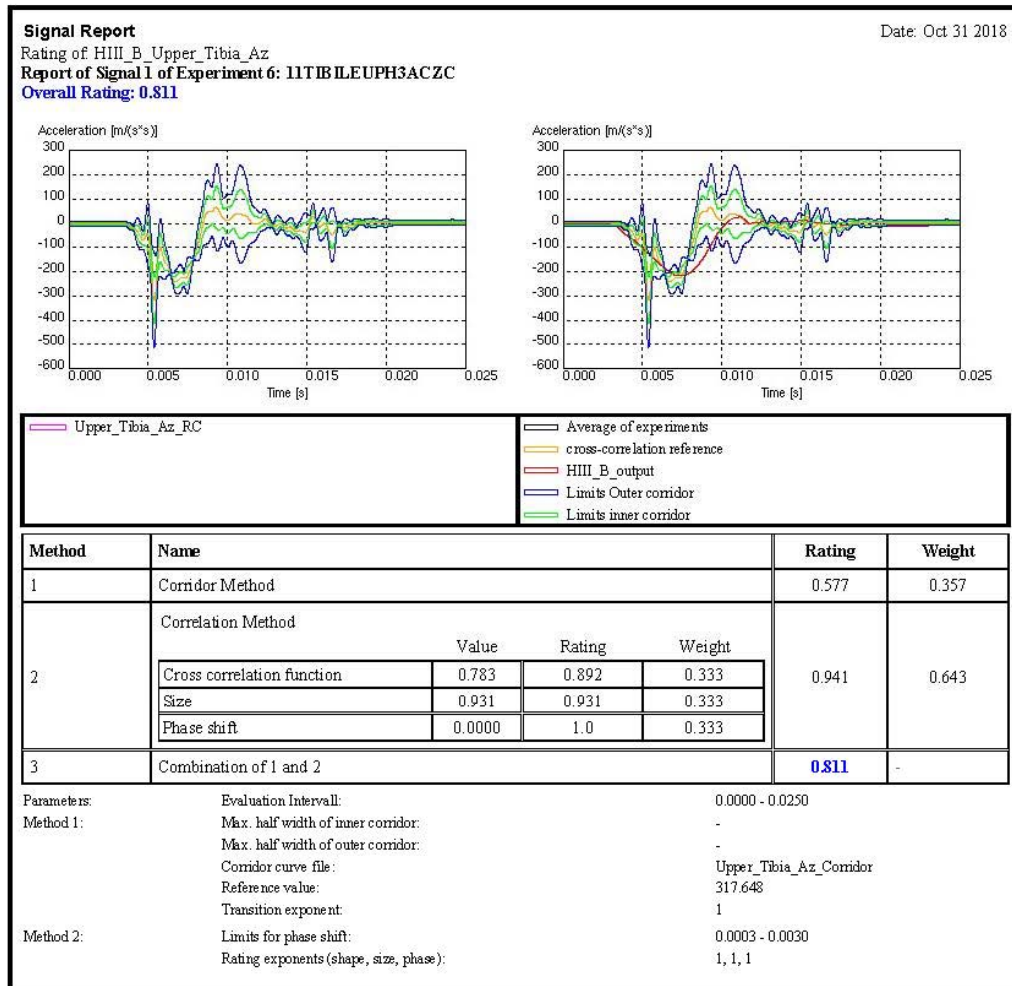 Signal Report
Date: Oct 31 2018
Rating of HIII_B_Upper_Tibia_Az
Report of Signal 1 of Experiment 6: 11TIBILEUPH3ACZC
Overall Rating: 0.811
Acceleration [m/(s*s)]
300
200
100
0
-100
-200
-300
-400
-500
-600
0.000 0.005 0.010 0.015 0.020 0.025
Time [s]
Acceleration [m/(s*s)]
300
200
100
0
-100
-200
-300
-400
-500
-600
0.000 0.005 0.010 0.015 0.020 0.025
Time [s]
Upper_Tibia_Az_RC
Average of experiments
cross-correlation reference
HIII_B_output
Limits Outer corridor
Limits inner corridor
Method Name Rating Weight
1 Corridor Method 0.577 0.357
Correlation Method
Value Rating Weight
Cross correlation function 0.783 0.892 0.333
2 Size 0.931 0.931 0.333 0.941 0.643
Phase shift 0.0000 1.0 0.333
3 Combination of 1 and 2 0.811 -
Parameters: Evaluation Intervall: 0.0000 - 0.0250
Method 1: Max. half width of inner corridor: -
Max. half width of outer corridor: -
Corridor curve file: Upper_Tibia_Az_Corridor
Reference value: 317.648
Transition exponent: 1
Method 2: Limits for phase shift: 0.0003 - 0.0030
Rating exponents (shape, size, phase): 1, 1, 1